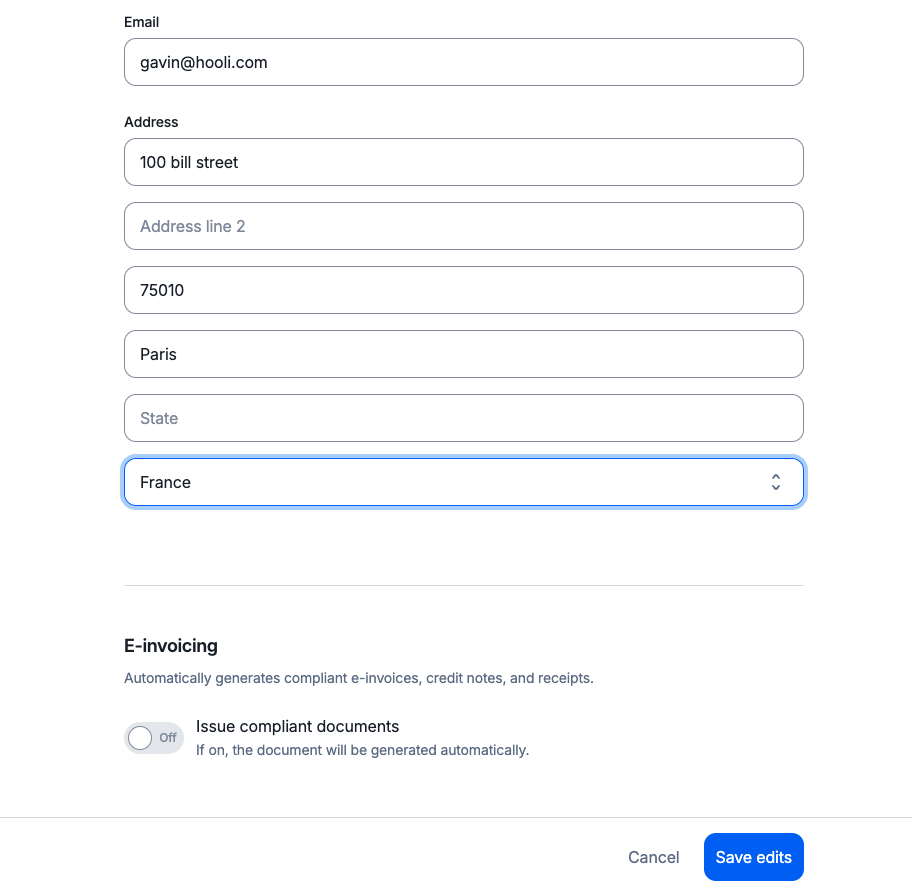 Email
gavin@hooli.com
Address
100 bill street
Address line 2
75010
Paris
State
France
E-invoicing
Automatically generates compliant e-invoices, credit notes, and receipts.
Issue compliant documents
Off
If on, the document will be generated automatically.
Cancel
Save edits